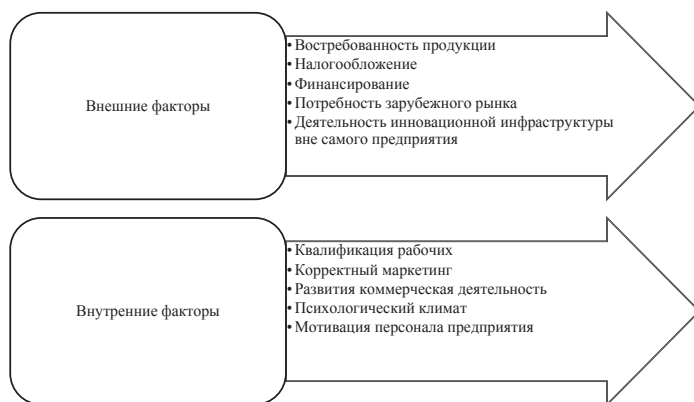 Внешние факторы
• Востребованность продукции
• Налогообложение
• Финансирование
• Потребность зарубежного рынка
• Деятельность инновационной инфраструктуры
вне самого предприятия
Внутренние факторы
• Квалификация рабочих
• Корректный маркетинг
• Развития коммерческая деятельность
• Психологический климат
• Мотивация персонала предприятия